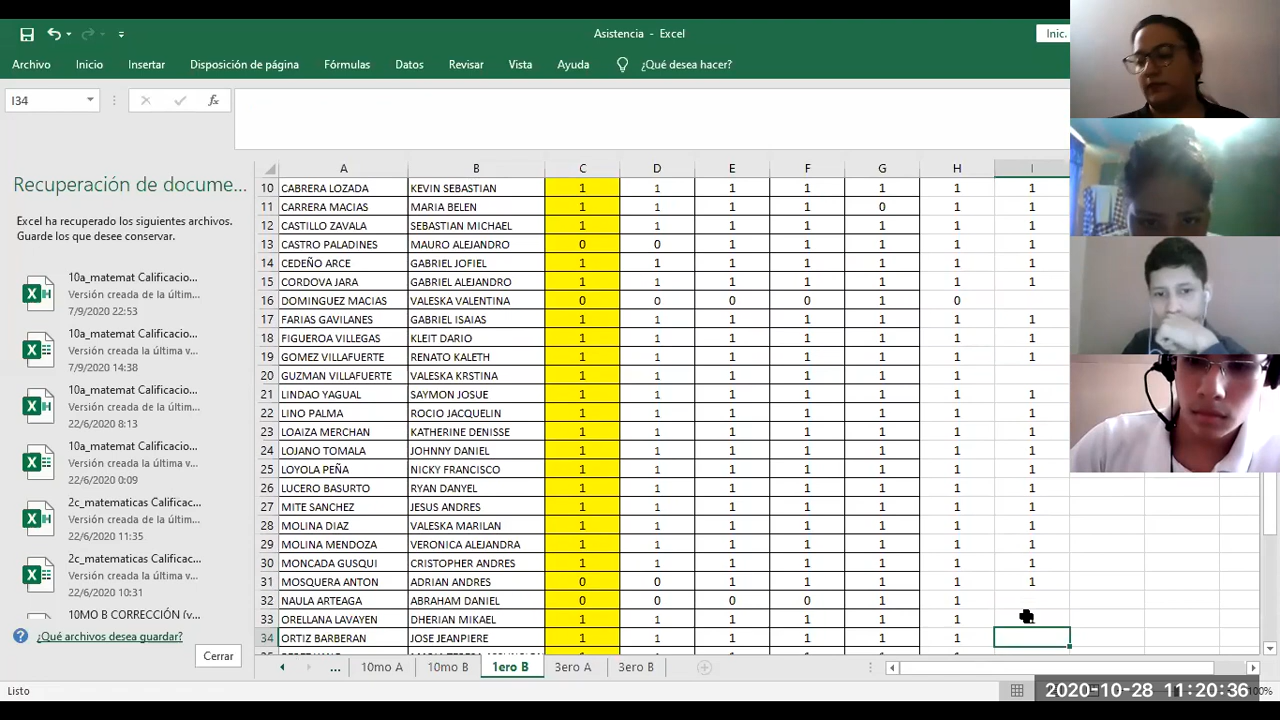 Asistencia - Excel
Inic.
Archivo Inicio Insertar Disposición de página Fórmulas Datos Revisar Vista Ayuda ¿Qué desea hacer?
I34 fx
Recuperación de docume...
Excel ha recuperado los siguientes archivos.
Guarde los que desee conservar.
10a_matemat Calificacio...
Versión creada de la últim...
7/9/2020 22:53
10a_matemat Calificacio...
Versión creada la última v...
7/9/2020 14:38
10a_matemat Calificacio...
Versión creada la última v...
22/6/2020 8:13
10a_matemat Calificacio...
Versión creada la última v...
22/6/2020 0:09
2c_matematicas Calificac...
Versión creada de la últim...
22/6/2020 11:35
2c_matematicas Calificac...
Versión creada de la últim...
22/6/2020 10:31
10MO B CORRECCIÓN (v...
¿Qué archivos desea guardar?
Cerrar
A B C D E F G H I
10 CABRERA LOZADA KEVIN SEBASTIAN 1 1 1 1 1 1 1
11 CARRERA MACIAS MARIA BELEN 1 1 1 1 0 1 1
12 CASTILLO ZAVALA SEBASTIAN MICHAEL 1 1 1 1 1 1 1
13 CASTRO PALADINES MAURO ALEJANDRO 0 0 1 1 1 1 1
14 CEDEÑO ARCE GABRIEL JOFIEL 1 1 1 1 1 1 1
15 CORDOVA JARA GABRIEL ALEJANDRO 1 1 1 1 1 1 1
16 DOMINGUEZ MACIAS VALESKA VALENTINA 0 0 0 0 1 0
17 FARIAS GAVILANES GABRIEL ISAIAS 1 1 1 1 1 1 1
18 FIGUEROA VILLEGAS KLEIT DARIO 1 1 1 1 1 1 1
19 GOMEZ VILLAFUERTE RENATO KALETH 1 1 1 1 1 1 1
20 GUZMAN VILLAFUERTE VALESKA KRSTINA 1 1 1 1 1 1
21 LINDAO YAGUAL SAYMON JOSUE 1 1 1 1 1 1 1
22 LINO PALMA ROCIO JACQUELIN 1 1 1 1 1 1 1
23 LOAIZA MERCHAN KATHERINE DENISSE 1 1 1 1 1 1 1
24 LOJANO TOMALA JOHNNY DANIEL 1 1 1 1 1 1 1
25 LOYOLA PEÑA NICKY FRANCISCO 1 1 1 1 1 1 1
26 LUCERO BASURTO RYAN DANYEL 1 1 1 1 1 1 1
27 MITE SANCHEZ JESUS ANDRES 1 1 1 1 1 1 1
28 MOLINA DIAZ VALESKA MARILAN 1 1 1 1 1 1 1
29 MOLINA MENDOZA VERONICA ALEJANDRA 1 1 1 1 1 1 1
30 MONCADA GUSQUI CRISTOPHER ANDRES 1 1 1 1 1 1 1
31 MOSQUERA ANTON ADRIAN ANDRES 0 0 1 1 1 1 1
32 NAULA ARTEAGA ABRAHAM DANIEL 0 0 0 0 1 1
33 ORELLANA LAVAYEN DHERIAN MIKAEL 1 1 1 1 1 1
34 ORTIZ BARBERAN JOSE JEANPIERE 1 1 1 1 1 1
... 10mo A 10mo B 1ero B 3ero A 3ero B
Listo
100%
2020-10-28 11:20:36